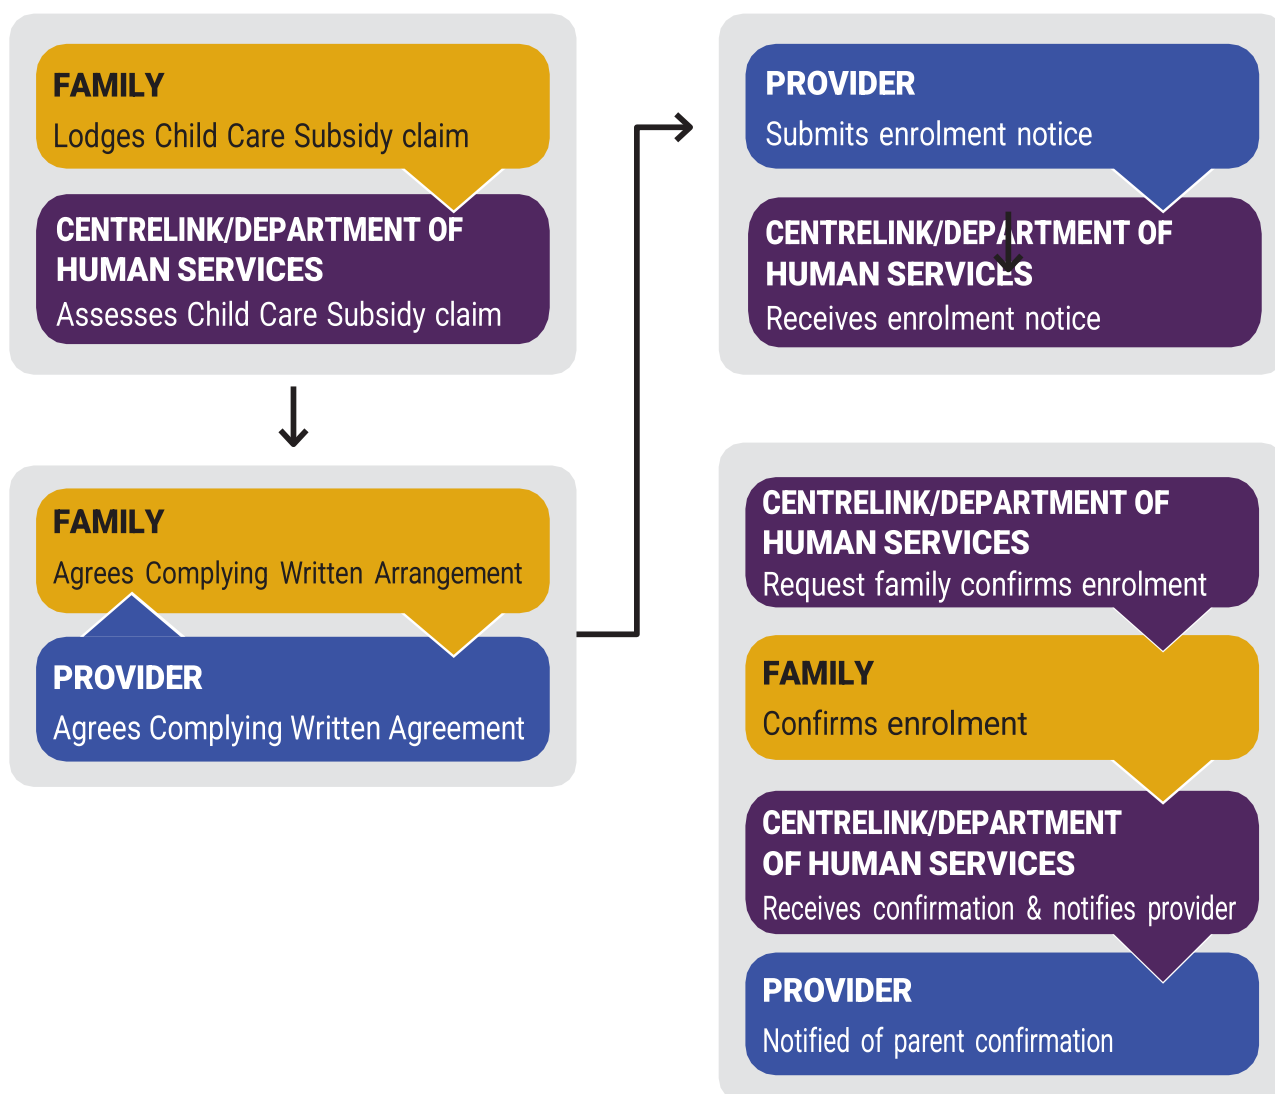 FAMILY
Lodges Child Care Subsidy claim
CENTRELINK/DEPARTMENT OF
HUMAN SERVICES
Assesses Child Care Subsidy claim
FAMILY
Agrees Complying Written Arrangement
PROVIDER
Agrees Complying Written Agreement
PROVIDER
Submits enrolment notice
CENTRELINK/DEPARTMENT OF
HUMAN SERVICES
Receives enrolment notice
CENTRELINK/DEPARTMENT OF
HUMAN SERVICES
Request family confirms enrolment
FAMILY
Confirms enrolment
CENTRELINK/DEPARTMENT
OF HUMAN SERVICES
Receives confirmation & notifies provider
PROVIDER
Notified of parent confirmation